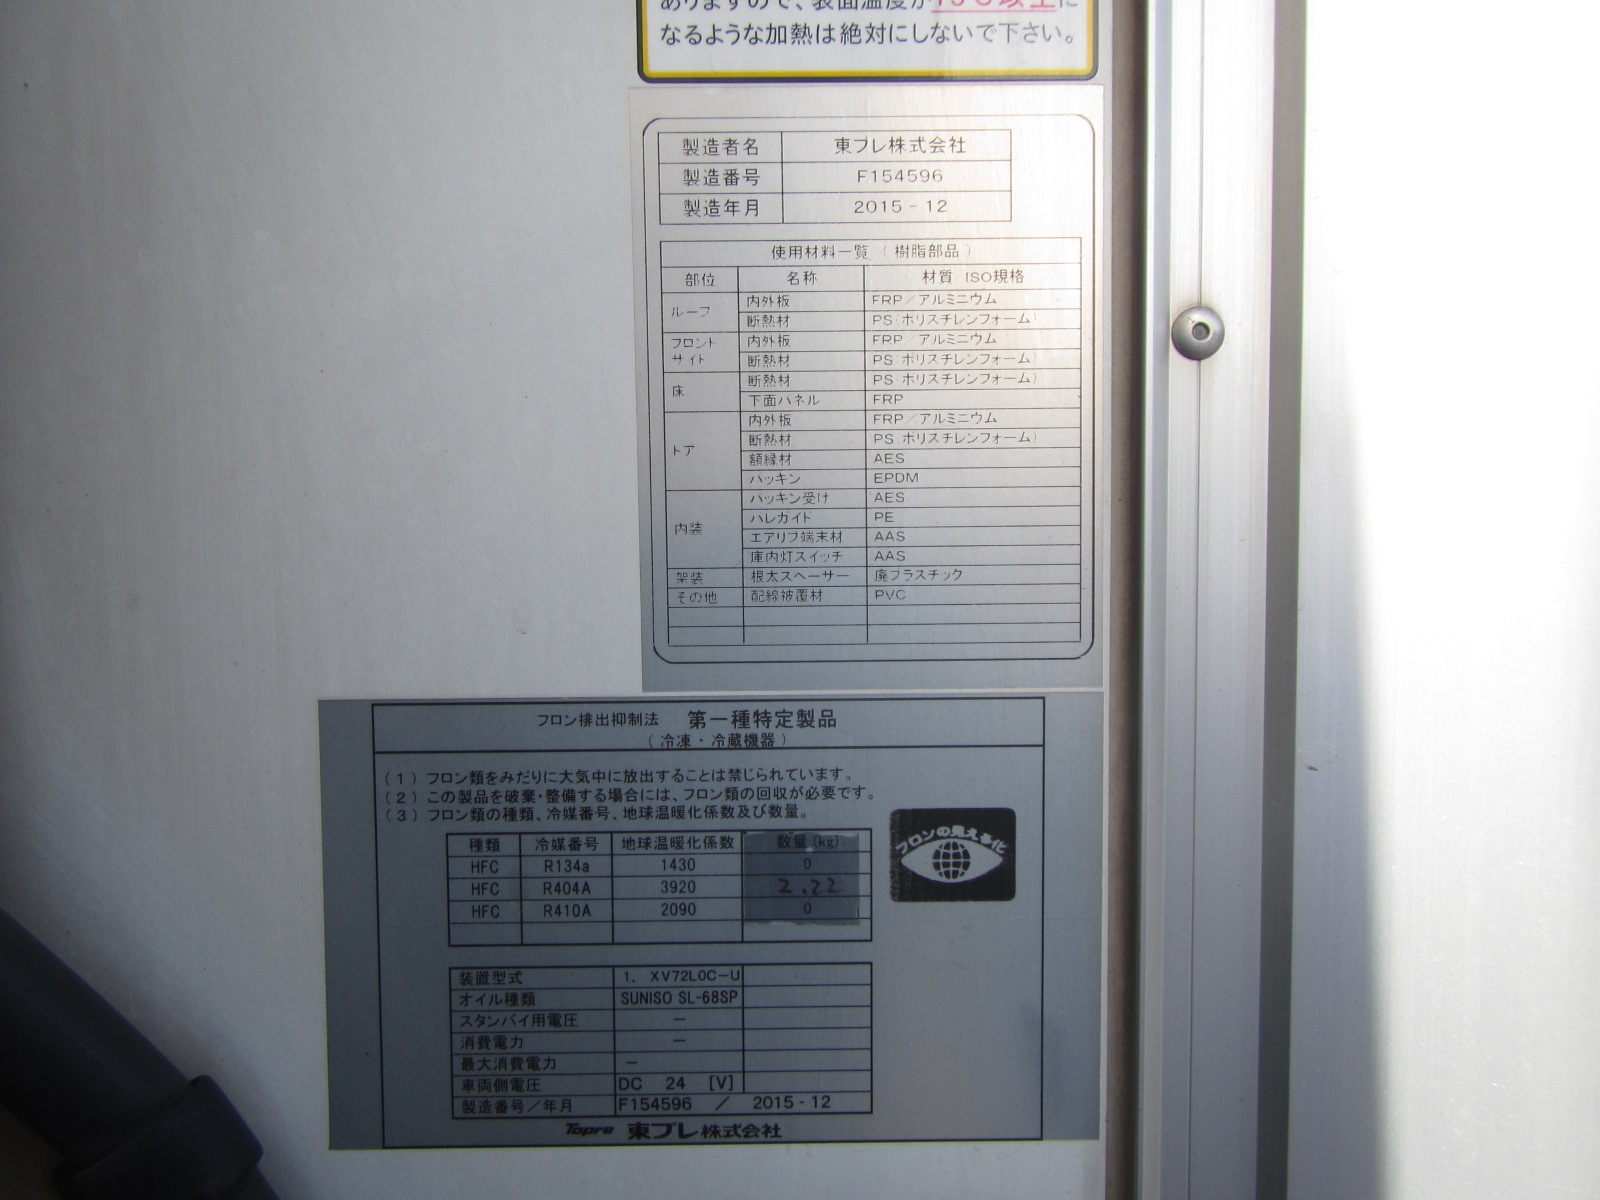 ありますので、表面温度が75℃以上に
なるような加熱は絶対にしないで下さい。
製造者名 東プレ株式会社
製造番号 F154596
製造年月 2015-12
使用材料一覧(樹脂部品)
部位 名称 材質 ISO規格
ルーフ 内外板 FRP/アルミニウム
断熱材 PS(ポリスチレンフォーム)
フロント 内外板 FRP/アルミニウム
サイド 断熱材 PS(ポリスチレンフォーム)
床 断熱材 PS(ポリスチレンフォーム)
下面パネル FRP
ドア 内外板 FRP/アルミニウム
断熱材 PS(ポリスチレンフォーム)
額縁材 AES
パッキン EPDM
内装 パッキン受け AES
ハレガイド PE
エアリブ端末材 AAS
庫内灯スイッチ AAS
架装 根太スペーサー 廃プラスチック
その他 配線被覆材 PVC
フロン排出抑制法 第一種特定製品
(冷凍・冷蔵機器)
(1)フロン類をみだりに大気中に放出することは禁じられています。
(2)この製品を破棄・整備する場合には、フロン類の回収が必要です。
(3)フロン類の種類、冷媒番号、地球温暖化係数及び数量。
種類 冷媒番号 地球温暖化係数 数量(kg)
HFC R134a 1430 0
HFC R404A 3920 2.22
HFC R410A 2090 0
フロンの見える化
装置型式 1. XV72LOC-U
オイル種類 SUNISO SL-68SP
スタンバイ用電圧 －
消費電力 －
最大消費電力 －
車両側電圧 DC 24 [V]
製造番号/年月 F154596 / 2015-12
Topre 東プレ株式会社